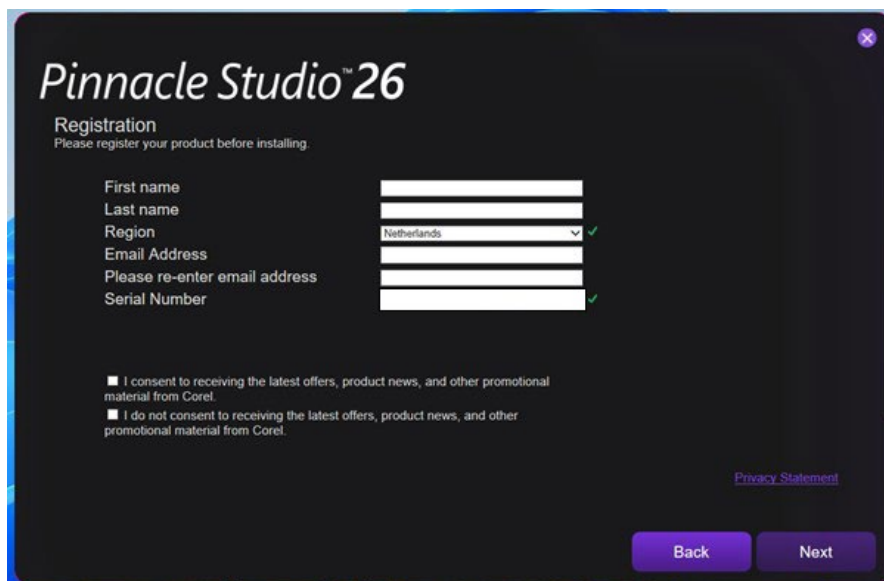 Pinnacle Studio™26
Registration
Please register your product before installing.
First name
Last name
Region
Netherlands
Email Address
Please re-enter email address
Serial Number
I consent to receiving the latest offers, product news, and other promotional
material from Corel.
I do not consent to receiving the latest offers, product news, and other
promotional material from Corel.
Privacy Statement
Back
Next